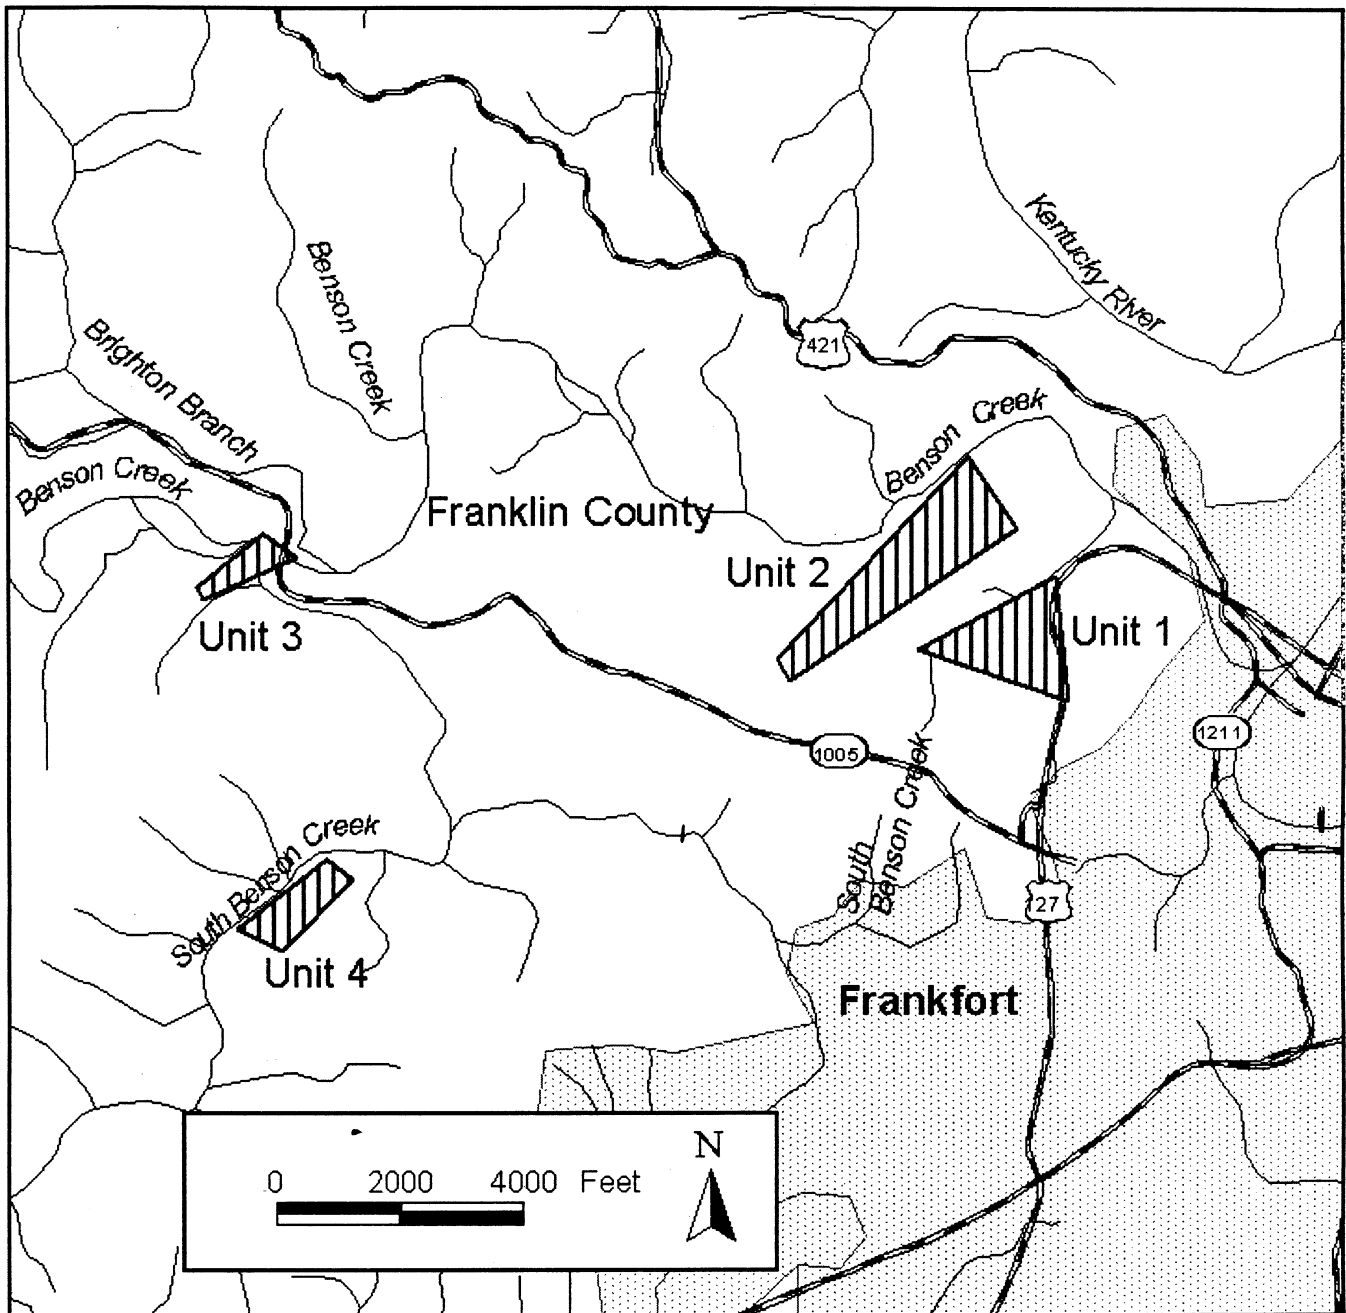 Kentucky River
Benson Creek
421
Brighton Branch
Benson Creek
Benson Creek
Franklin County
Unit 2
Unit 3
Unit 1
1211
1005
South Benson Creek
South
Benson Creek
127
Unit 4
Frankfort
N
0 2000 4000 Feet